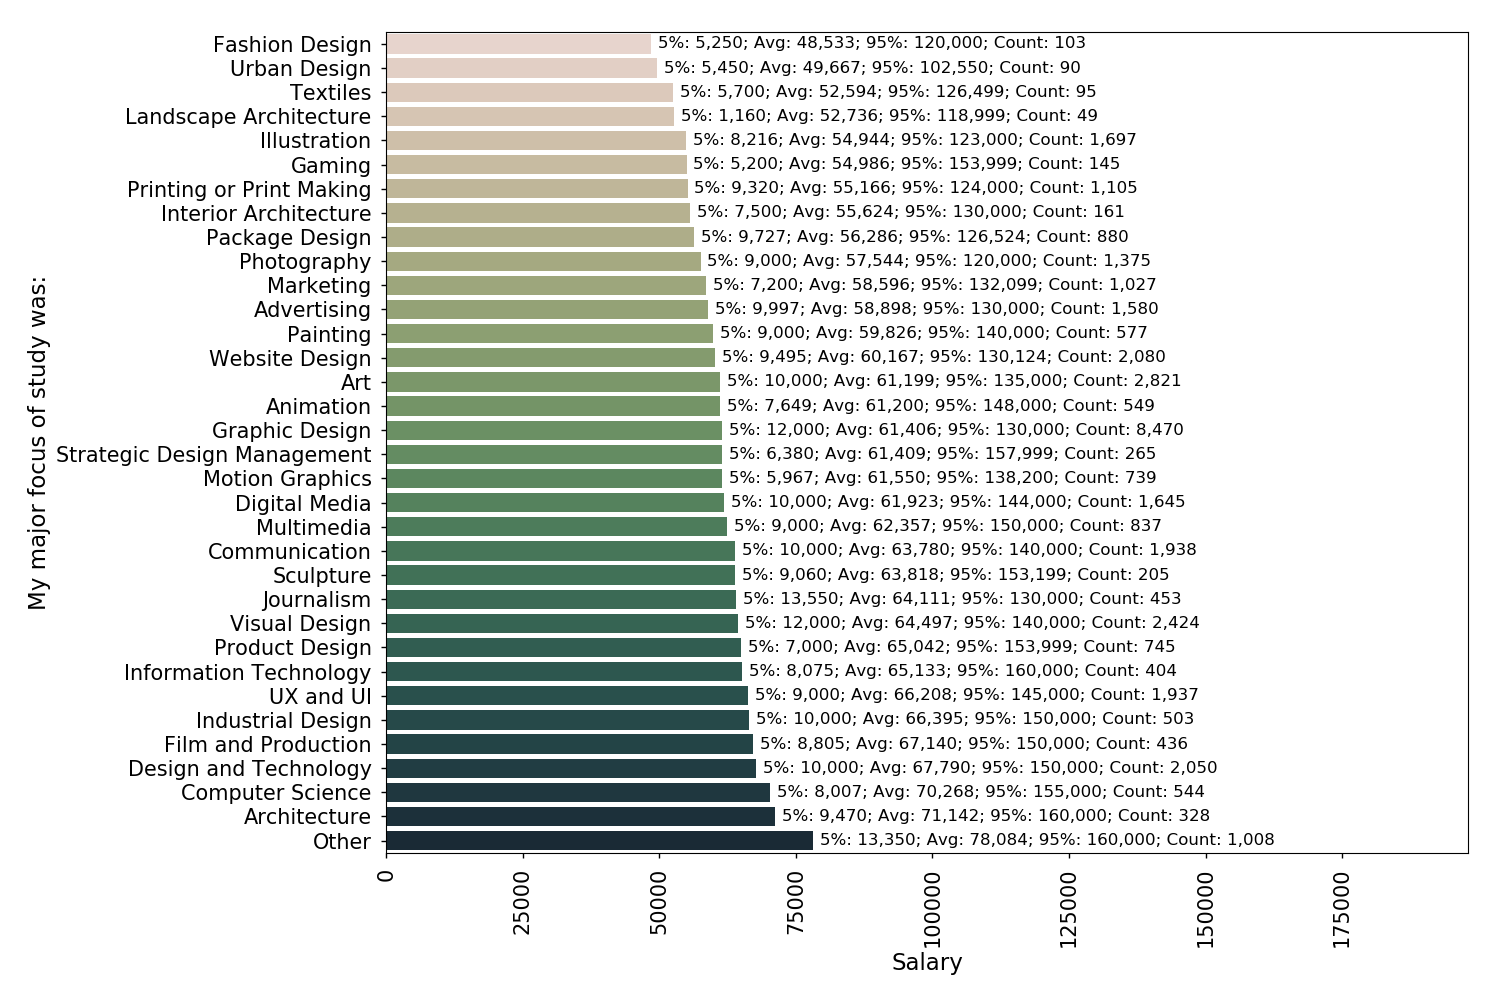 My major focus of study was:
Fashion Design 5%: 5,250; Avg: 48,533; 95%: 120,000; Count: 103
Urban Design 5%: 5,450; Avg: 49,667; 95%: 102,550; Count: 90
Textiles 5%: 5,700; Avg: 52,594; 95%: 126,499; Count: 95
Landscape Architecture 5%: 1,160; Avg: 52,736; 95%: 118,999; Count: 49
Illustration 5%: 8,216; Avg: 54,944; 95%: 123,000; Count: 1,697
Gaming 5%: 5,200; Avg: 54,986; 95%: 153,999; Count: 145
Printing or Print Making 5%: 9,320; Avg: 55,166; 95%: 124,000; Count: 1,105
Interior Architecture 5%: 7,500; Avg: 55,624; 95%: 130,000; Count: 161
Package Design 5%: 9,727; Avg: 56,286; 95%: 126,524; Count: 880
Photography 5%: 9,000; Avg: 57,544; 95%: 120,000; Count: 1,375
Marketing 5%: 7,200; Avg: 58,596; 95%: 132,099; Count: 1,027
Advertising 5%: 9,997; Avg: 58,898; 95%: 130,000; Count: 1,580
Painting 5%: 9,000; Avg: 59,826; 95%: 140,000; Count: 577
Website Design 5%: 9,495; Avg: 60,167; 95%: 130,124; Count: 2,080
Art 5%: 10,000; Avg: 61,199; 95%: 135,000; Count: 2,821
Animation 5%: 7,649; Avg: 61,200; 95%: 148,000; Count: 549
Graphic Design 5%: 12,000; Avg: 61,406; 95%: 130,000; Count: 8,470
Strategic Design Management 5%: 6,380; Avg: 61,409; 95%: 157,999; Count: 265
Motion Graphics 5%: 5,967; Avg: 61,550; 95%: 138,200; Count: 739
Digital Media 5%: 10,000; Avg: 61,923; 95%: 144,000; Count: 1,645
Multimedia 5%: 9,000; Avg: 62,357; 95%: 150,000; Count: 837
Communication 5%: 10,000; Avg: 63,780; 95%: 140,000; Count: 1,938
Sculpture 5%: 9,060; Avg: 63,818; 95%: 153,199; Count: 205
Journalism 5%: 13,550; Avg: 64,111; 95%: 130,000; Count: 453
Visual Design 5%: 12,000; Avg: 64,497; 95%: 140,000; Count: 2,424
Product Design 5%: 7,000; Avg: 65,042; 95%: 153,999; Count: 745
Information Technology 5%: 8,075; Avg: 65,133; 95%: 160,000; Count: 404
UX and UI 5%: 9,000; Avg: 66,208; 95%: 145,000; Count: 1,937
Industrial Design 5%: 10,000; Avg: 66,395; 95%: 150,000; Count: 503
Film and Production 5%: 8,805; Avg: 67,140; 95%: 150,000; Count: 436
Design and Technology 5%: 10,000; Avg: 67,790; 95%: 150,000; Count: 2,050
Computer Science 5%: 8,007; Avg: 70,268; 95%: 155,000; Count: 544
Architecture 5%: 9,470; Avg: 71,142; 95%: 160,000; Count: 328
Other 5%: 13,350; Avg: 78,084; 95%: 160,000; Count: 1,008
0 25000 50000 75000 100000 125000 150000 175000
Salary